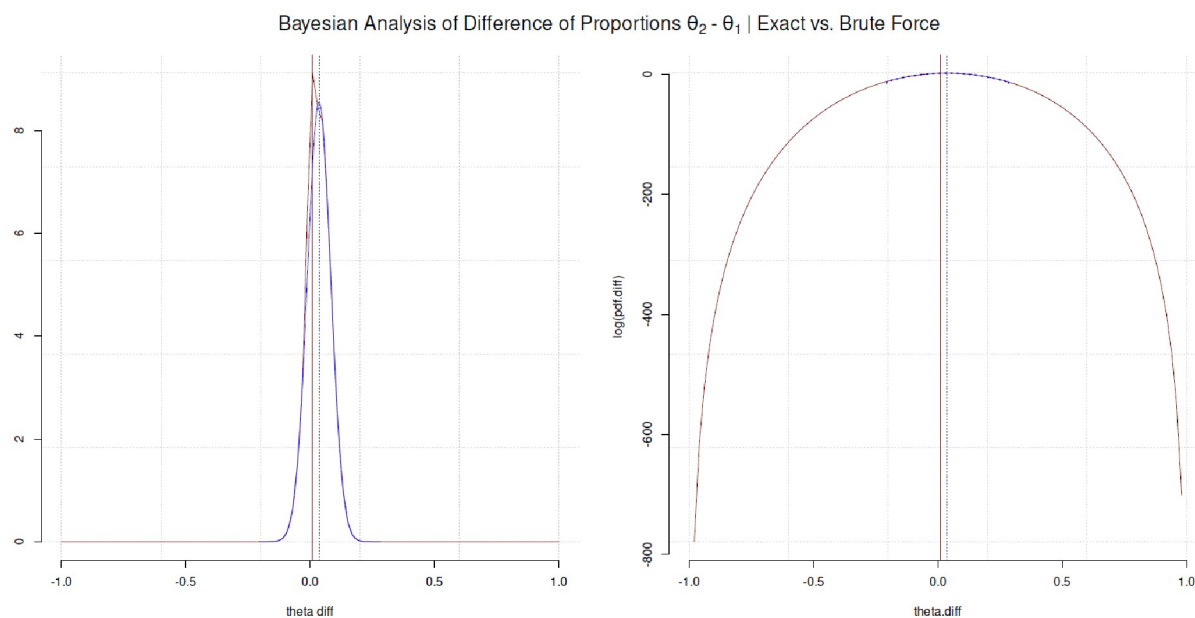 Bayesian Analysis of Difference of Proportions θ₂ - θ₁ | Exact vs. Brute Force
8
6
4
2
0
-1.0 -0.5 0.0 0.5 1.0
theta diff
log(pdf.diff)
0
-200
-400
-600
-800
-1.0 -0.5 0.0 0.5 1.0
theta.diff